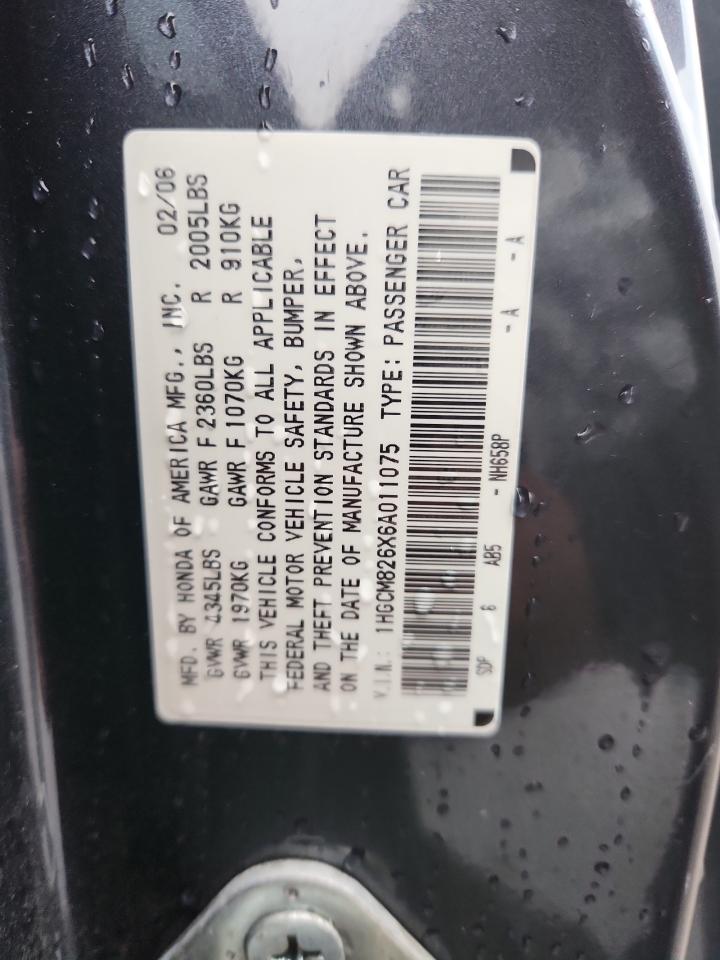 MFD. BY HONDA OF AMERICA MFG., INC. 02/06
GVWR 4345LBS GAWR F 2360LBS R 2005LBS
GVWR 1970KG GAWR F 1070KG R 910KG
THIS VEHICLE CONFORMS TO ALL APPLICABLE
FEDERAL MOTOR VEHICLE SAFETY, BUMPER,
AND THEFT PREVENTION STANDARDS IN EFFECT
ON THE DATE OF MANUFACTURE SHOWN ABOVE.
V.I.N.: 1HGCM826X6A011075 TYPE: PASSENGER CAR
SDP 6 AB5 - NH658P - A - A